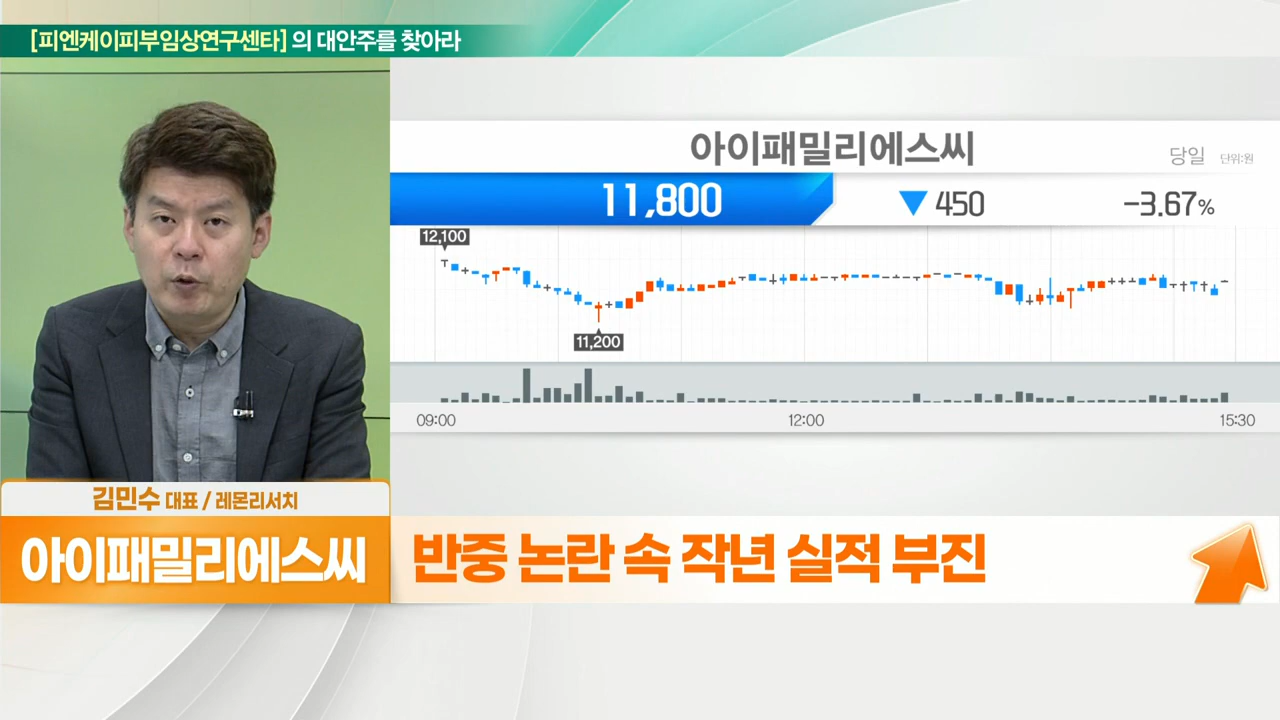 [피엔케이피부임상연구센타] 의 대안주를 찾아라
아이패밀리에스씨
당일 단위:원
11,800 ▼ 450 -3.67%
12,100
11,200
09:00 12:00 15:30
김민수 대표 / 레몬리서치
아이패밀리에스씨
반중 논란 속 작년 실적 부진